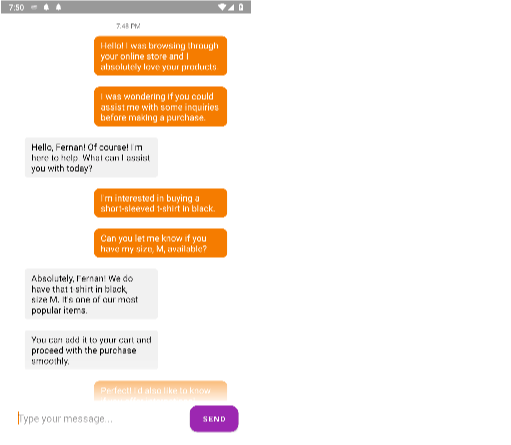 7:50
7:48 PM
Hello! I was browsing through
your online store and I
absolutely love your products
I was wondering if you could
assist me with some inquiries
before making a purchase.
Hello, Fernan! Of course! I'm
here to help. What can I assist
you with today?
I'm interested in buying a
short-sleeved t-shirt in black.
Can you let me know if you
have my size, M, available?
Absolutely, Fernan! We do
have that t-shirt in black,
size M. It's one of our most
popular items.
You can add it to your cart and
proceed with the purchase
smoothly.
Perfect! I'd also like to know
Type your message...
SEND